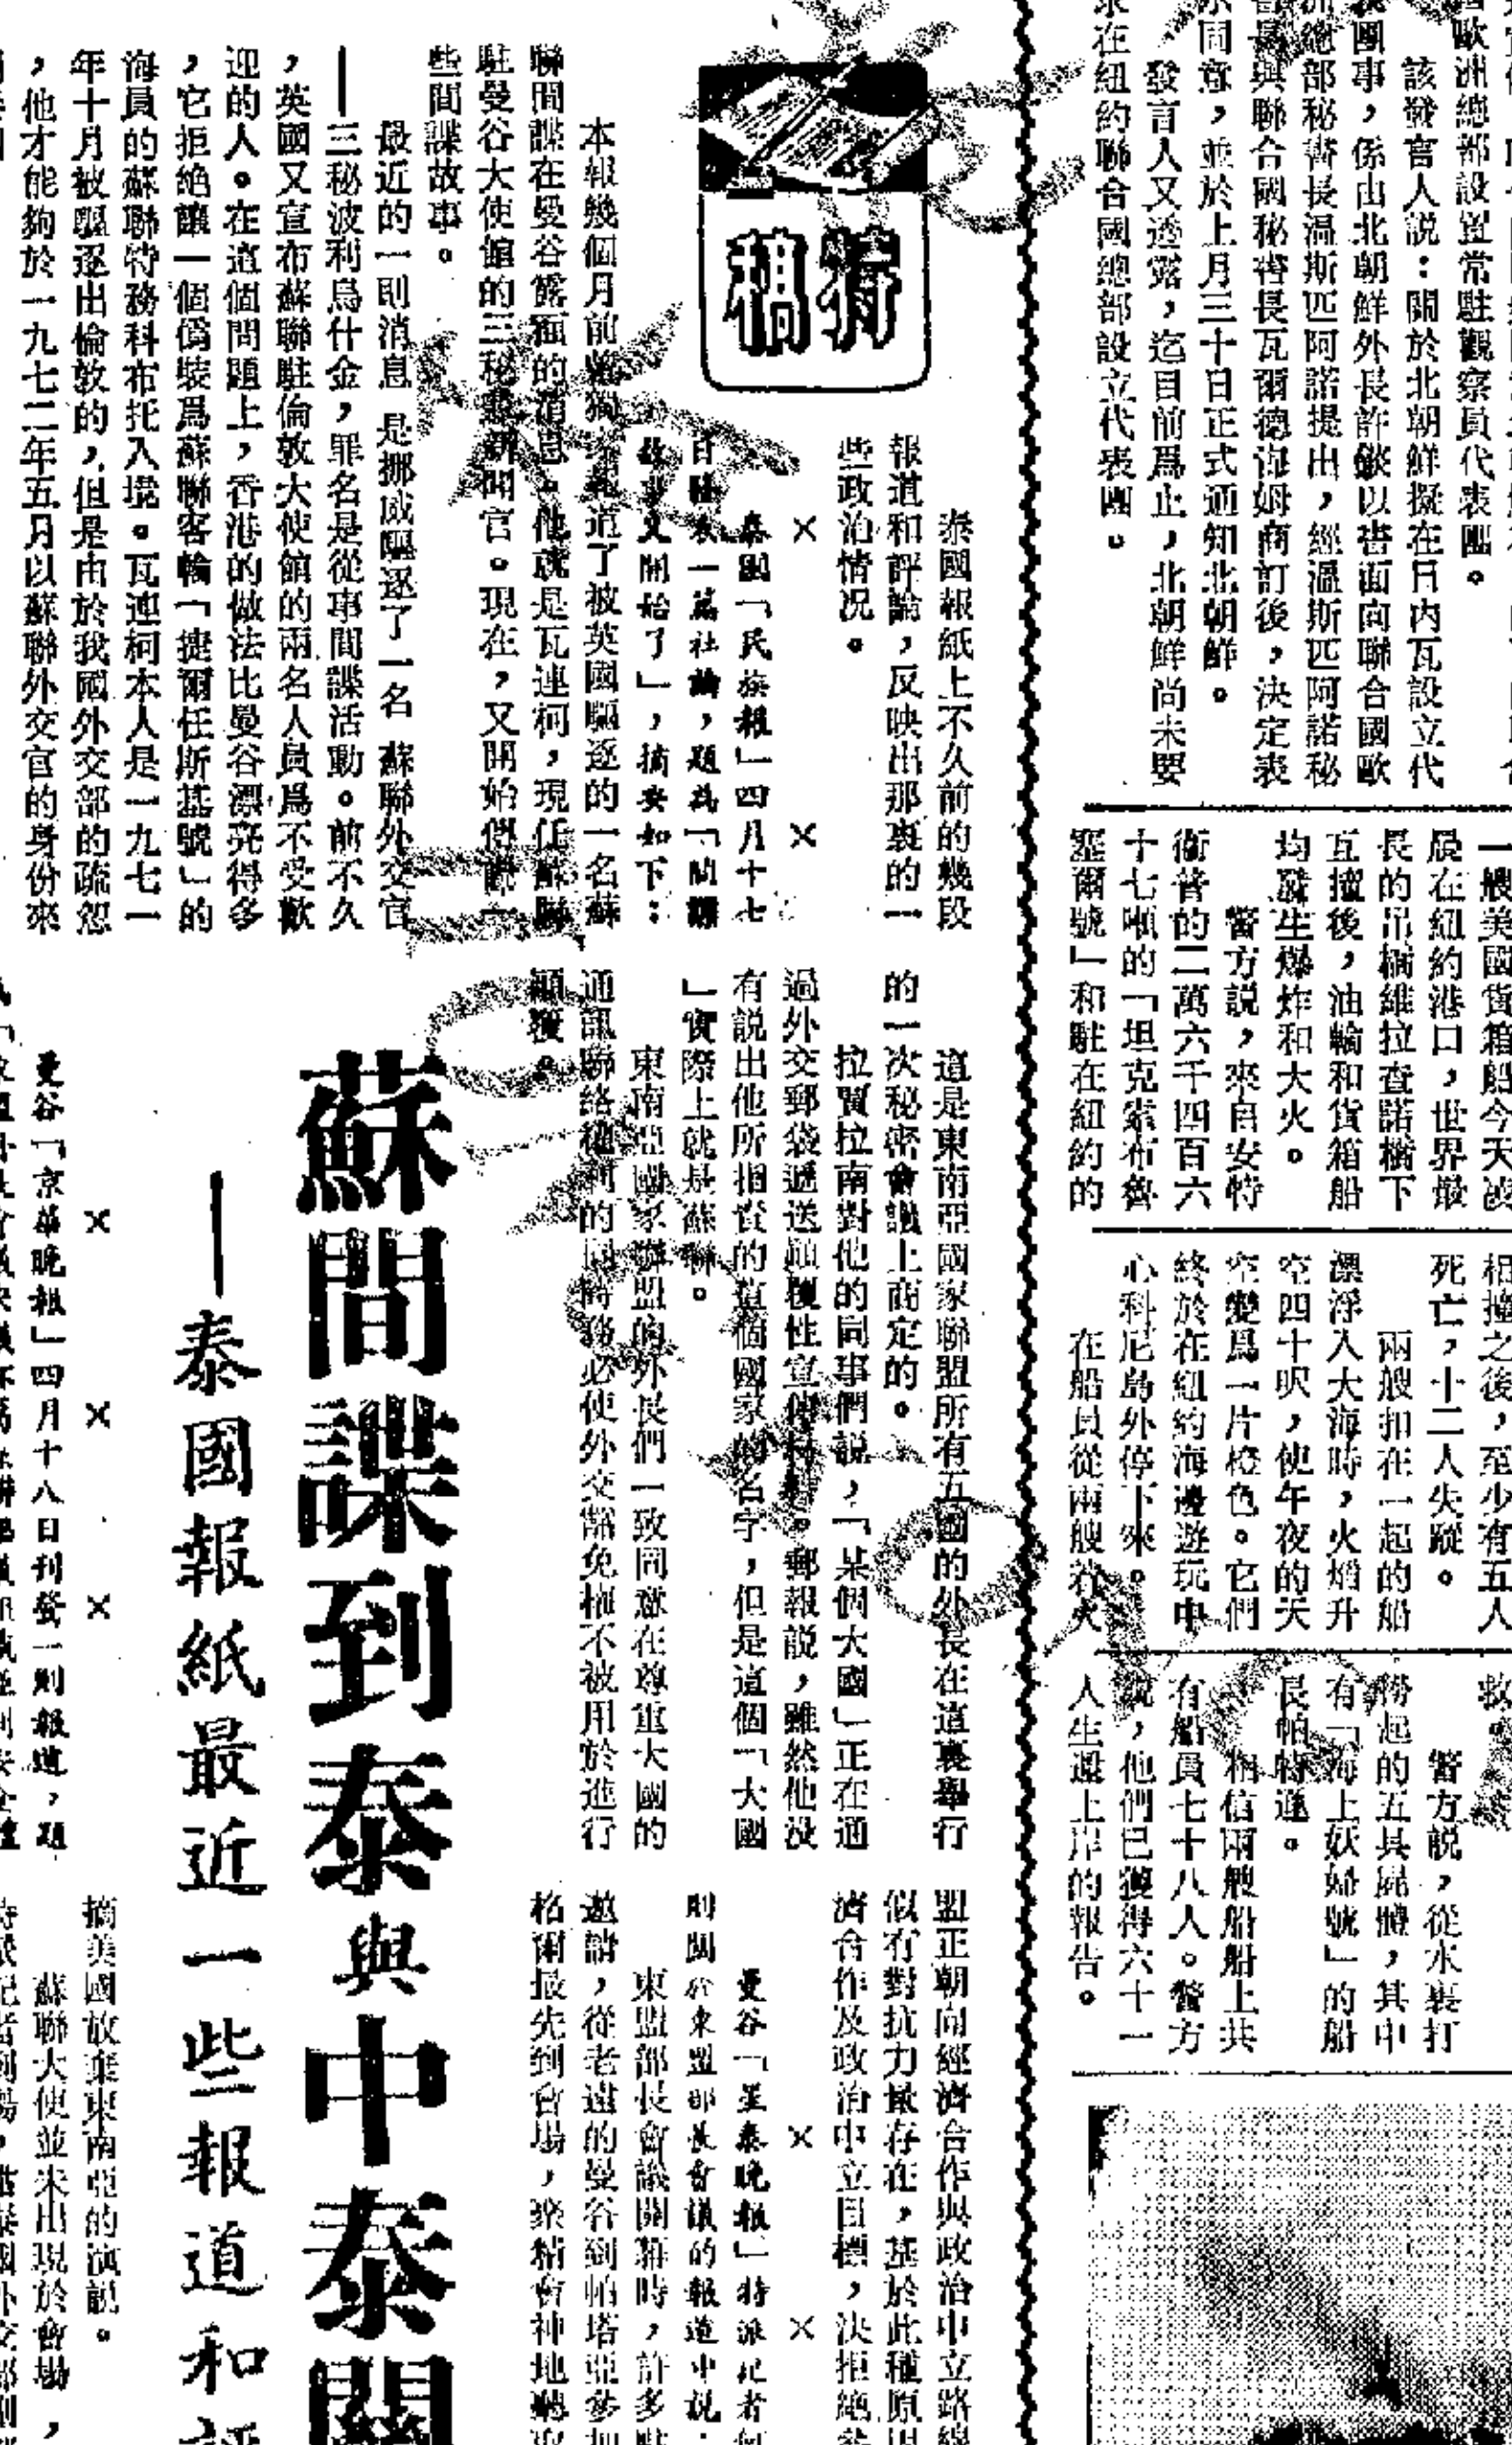 該發言人説：關於北朝鮮擬在日內瓦設立代
表團事，係由北朝鮮外長許錟以書面向聯合國歐
洲總部秘書長温斯匹阿諾提出，經溫斯匹阿諾秘
書長與聯合國秘書長瓦爾德海姆商訂後，決定表
示同意，並於上月三十日正式通知北朝鮮。
發言人又透露，迄目前爲止，北朝鮮尚未要
求在紐約聯合國總部設立代表團。
一艘美國貨箱船今天凌
晨在紐約港口，世界最
長的吊橋維拉查諾橋下
互撞後，油輪和貨箱船
均發生爆炸和大火。
警方説，來自安特
衞普的二萬六千四百六
十七噸的「坦克索布魯
塞爾號」和駐在紐約的
相撞之後，至少有五人
死亡，十二人失蹤。
兩艘扣在一起的船
漂浮入大海時，火焰升
空四十呎，使午夜的天
空變爲一片橙色。它們
終於在紐約海邊遊玩中
心科尼島外停下來。
在船員從兩艘着火
警方説，從水裏打
撈起的五具屍體，其中
有「海上妖婦號」的船
長帕特遜。
相信兩艘船船上共
有船員七十八人。警方
説，他們已獲得六十一
人生還上岸的報告。
特稿
泰國報紙上不久前的幾段
報道和評論，反映出那裏的一
些政治情况。
× ×
泰國「民族報」四月十七
日發表一篇社論，題爲「間諜
故事又開始了」，摘要如下：
本報幾個月前曾獨家報道了被英國驅逐的一名蘇
聯間諜在曼谷露面的消息。他就是瓦連柯，現任蘇聯
駐曼谷大使館的三秘兼新聞官。現在，又開始傳説一
些間諜故事。
最近的一則消息 是挪威驅逐了一名 蘇聯外交官
——三秘波利烏什金，罪名是從事間諜活動。前不久
，英國又宣布蘇聯駐倫敦大使館的兩名人員爲不受歡
迎的人。在這個問題上，香港的做法比曼谷漂亮得多
，它拒絶讓一個僞裝爲蘇聯客輪「捷爾任斯基號」的
海員的蘇聯特務科布托入境。瓦連柯本人是一九七一
年十月被驅逐出倫敦的，但是由於我國外交部的疏忽
，他才能夠於一九七二年五月以蘇聯外交官的身份來
這是東南亞國家聯盟所有五國的外長在這裏舉行
的一次秘密會議上商定的。
拉賈拉南對他的同事們説，「某個大國」正在通
過外交郵袋遞送顚覆性宣傳材料。郵報説，雖然他沒
有説出他所指責的這個國家的名字，但是這個「大國
」實際上就是蘇聯。
東南亞國家聯盟的外長們一致同意在尊重大國的
通訊聯絡權利的同時務必使外交豁免權不被用於進行
顚覆。
蘇間諜到泰與中泰關
——泰國報紙最近一些報道和評
× × ×
曼谷「京華晚報」四月十八日刊發一則報道，題
盟正朝向經濟合作與政治中立路線
似有對抗力量存在，基於此種原因
濟合作及政治中立目標，決拒絶
× ×
曼谷「星泰晚報」特派記者
則關於東盟部長會議的報道中説：
東盟部長會議開幕時，許多
邀請，從老遠的曼谷到帕塔亞參加
格爾最先到會場，聚精會神地聽取
摘美國放棄東南亞的演説。
蘇聯大使並未出現於會場，